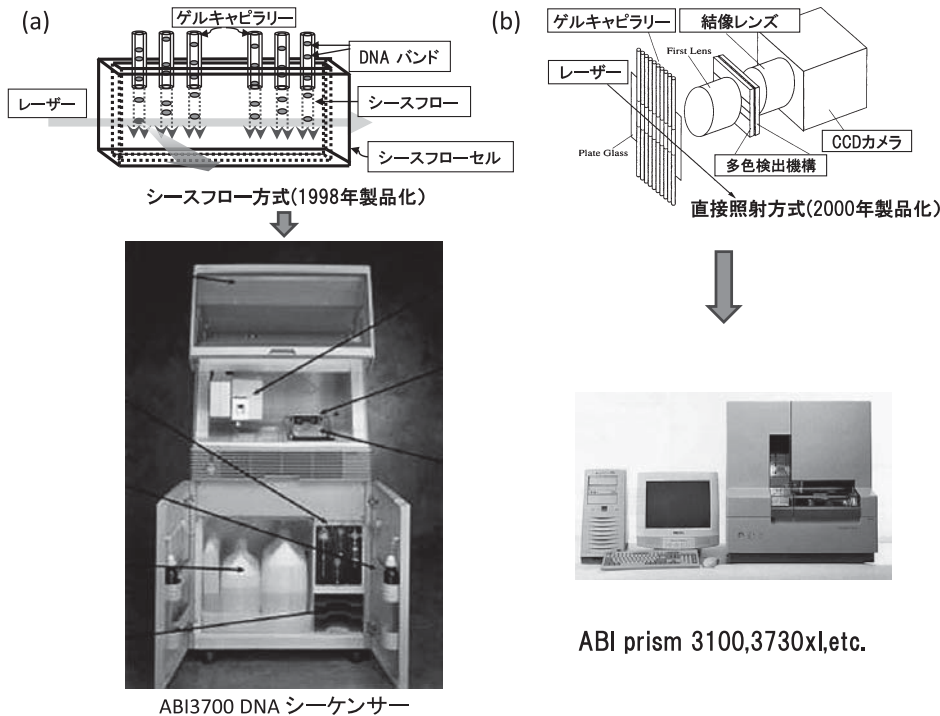 (a)
ゲルキャピラリー
DNA バンド
レーザー
シースフロー
シースフローセル
シースフロー方式(1998年製品化)
ABI3700 DNA シーケンサー
(b)
ゲルキャピラリー
結像レンズ
First Lens
レーザー
Plate Glass
CCDカメラ
多色検出機構
直接照射方式(2000年製品化)
ABI prism 3100,3730xl,etc.